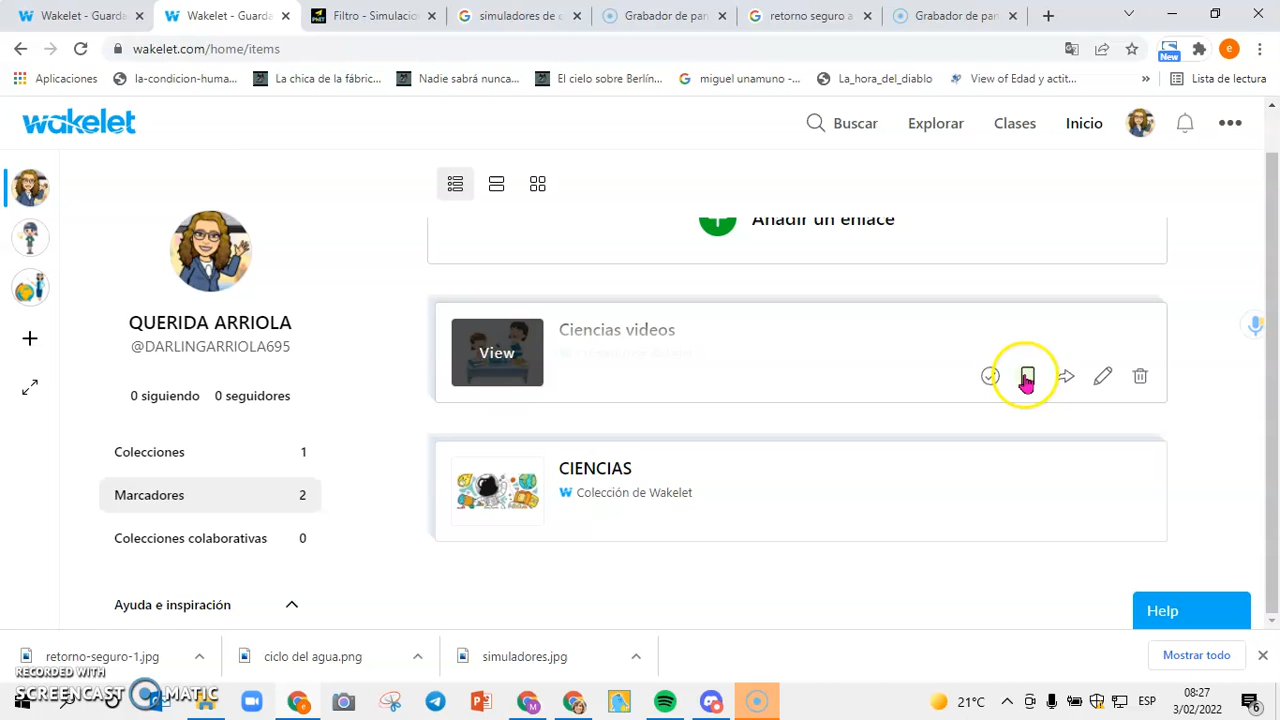 Wakelet - Guarda
Wakelet - Guarda
Filtro - Simulacio
simuladores de c
Grabador de pan
retorno seguro a
Grabador de pan
wakelet.com/home/items
New
e
Aplicaciones
la-condicion-huma...
La chica de la fábric...
Nadie sabrá nunca...
El cielo sobre Berlín...
miguel unamuno -...
La_hora_del_diablo
View of Edad y actit...
»
Lista de lectura
wakelet
Buscar
Explorar
Clases
Inicio
Añadir un enlace
QUERIDA ARRIOLA
@DARLINGARRIOLA695
0 siguiendo
0 seguidores
View
Ciencias videos
Colecciones 1
Marcadores 2
Colecciones colaborativas 0
CIENCIAS
Colección de Wakelet
Ayuda e inspiración
Help
retorno-seguro-1.jpg
ciclo del agua.png
simuladores.jpg
Mostrar todo
RECORDED WITH
SCREENCAST MATIC
21°C
ESP
08:27
3/02/2022
6